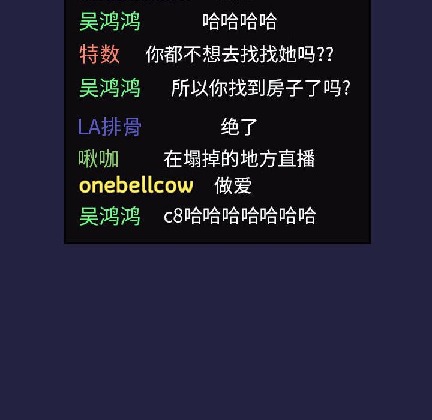 吴鸿鸿 哈哈哈哈
特数 你都不想去找找她吗??
吴鸿鸿 所以你找到房子了吗?
LA排骨 绝了
啾咖 在塌掉的地方直播
onebellcow 做爱
吴鸿鸿 c8哈哈哈哈哈哈哈